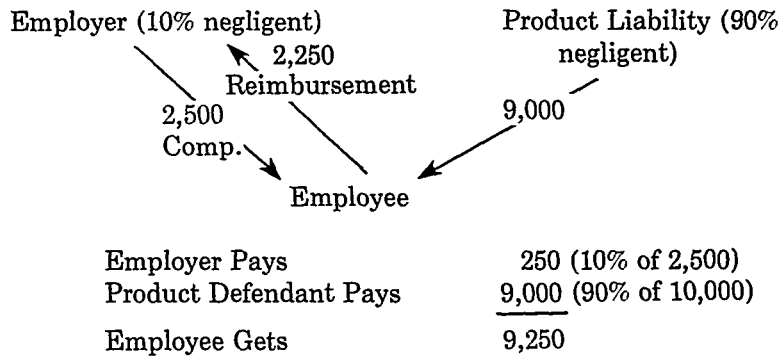 Employer (10% negligent)
Product Liability (90%
negligent)
2,250
Reimbursement
2,500
Comp.
9,000
Employee
Employer Pays 250 (10% of 2,500)
Product Defendant Pays 9,000 (90% of 10,000)
Employee Gets 9,250